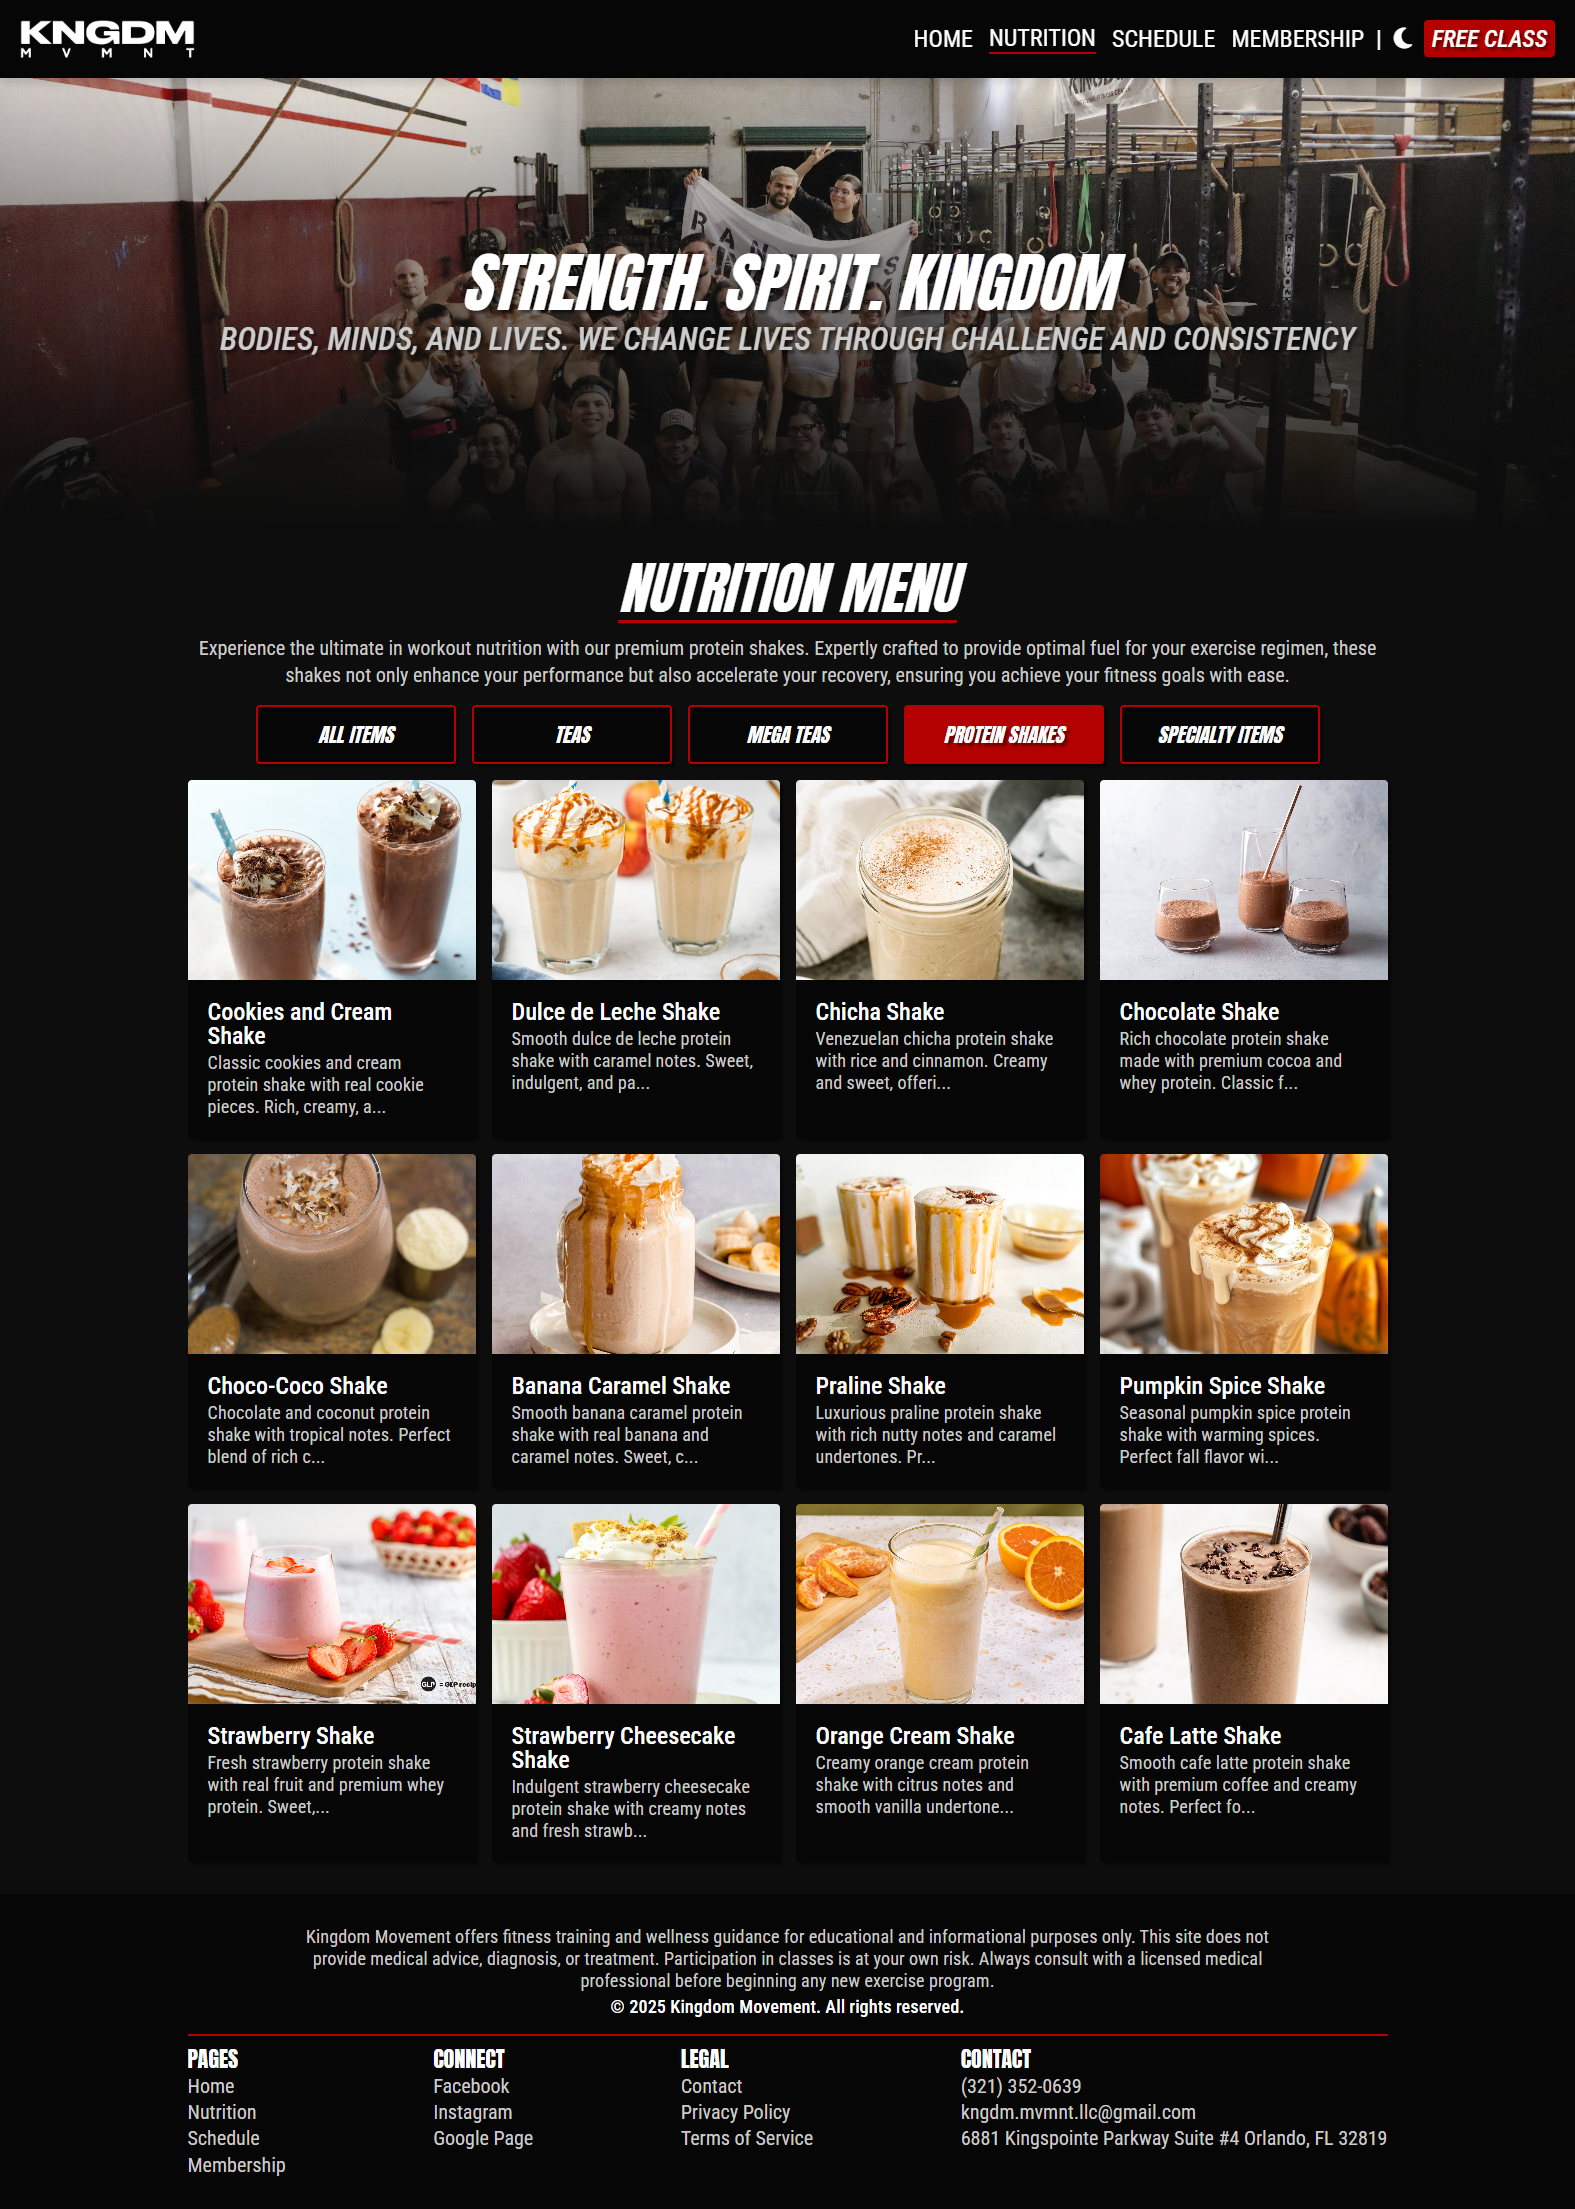 KNGDM
MVMNT
HOME NUTRITION SCHEDULE MEMBERSHIP | FREE CLASS
STRENGTH. SPIRIT. KINGDOM
BODIES, MINDS, AND LIVES. WE CHANGE LIVES THROUGH CHALLENGE AND CONSISTENCY
NUTRITION MENU
Experience the ultimate in workout nutrition with our premium protein shakes. Expertly crafted to provide optimal fuel for your exercise regimen, these
shakes not only enhance your performance but also accelerate your recovery, ensuring you achieve your fitness goals with ease.
ALL ITEMS
TEAS
MEGA TEAS
PROTEIN SHAKES
SPECIALTY ITEMS
Cookies and Cream
Shake
Classic cookies and cream
protein shake with real cookie
pieces. Rich, creamy, a...
Dulce de Leche Shake
Smooth dulce de leche protein
shake with caramel notes. Sweet,
indulgent, and pa...
Chicha Shake
Venezuelan chicha protein shake
with rice and cinnamon. Creamy
and sweet, offeri...
Chocolate Shake
Rich chocolate protein shake
made with premium cocoa and
whey protein. Classic f...
Choco-Coco Shake
Chocolate and coconut protein
shake with tropical notes. Perfect
blend of rich c...
Banana Caramel Shake
Smooth banana caramel protein
shake with real banana and
caramel notes. Sweet, c...
Praline Shake
Luxurious praline protein shake
with rich nutty notes and caramel
undertones. Pr...
Pumpkin Spice Shake
Seasonal pumpkin spice protein
shake with warming spices.
Perfect fall flavor wi...
Strawberry Shake
Fresh strawberry protein shake
with real fruit and premium whey
protein. Sweet,...
Strawberry Cheesecake
Shake
Indulgent strawberry cheesecake
protein shake with creamy notes
and fresh strawb...
Orange Cream Shake
Creamy orange cream protein
shake with citrus notes and
smooth vanilla undertone...
Cafe Latte Shake
Smooth cafe latte protein shake
with premium coffee and creamy
notes. Perfect fo...
Kingdom Movement offers fitness training and wellness guidance for educational and informational purposes only. This site does not
provide medical advice, diagnosis, or treatment. Participation in classes is at your own risk. Always consult with a licensed medical
professional before beginning any new exercise program.
© 2025 Kingdom Movement. All rights reserved.
PAGES
Home
Nutrition
Schedule
Membership
CONNECT
Facebook
Instagram
Google Page
LEGAL
Contact
Privacy Policy
Terms of Service
CONTACT
(321) 352-0639
kngdm.mvmnt.llc@gmail.com
6881 Kingspointe Parkway Suite #4 Orlando, FL 32819